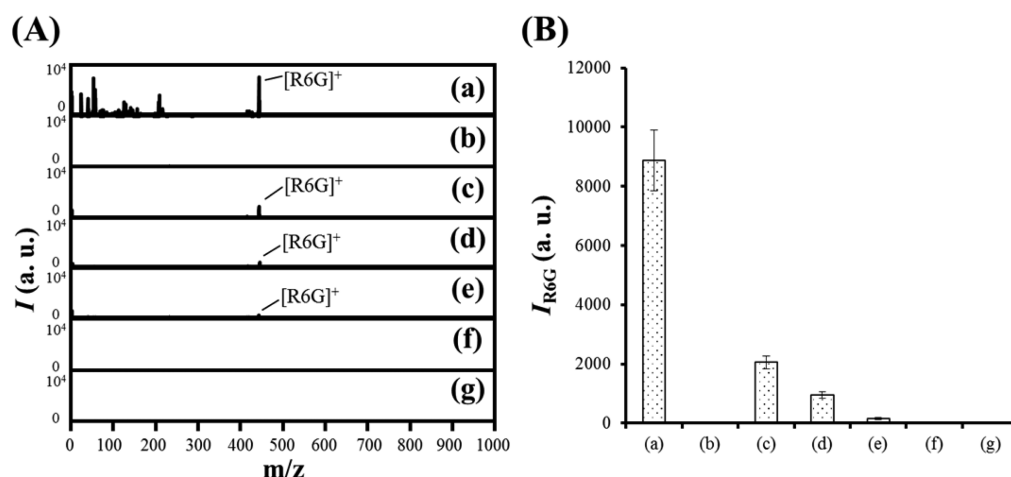 (A)
I (a. u.)
10⁴
0
[R6G]⁺
(a)
10⁴
0
(b)
10⁴
0
[R6G]⁺
(c)
10⁴
0
[R6G]⁺
(d)
10⁴
0
[R6G]⁺
(e)
10⁴
0
(f)
10⁴
0
(g)
0 100 200 300 400 500 600 700 800 900 1000
m/z
(B)
I_R6G (a. u.)
12000
10000
8000
6000
4000
2000
0
(a) (b) (c) (d) (e) (f) (g)